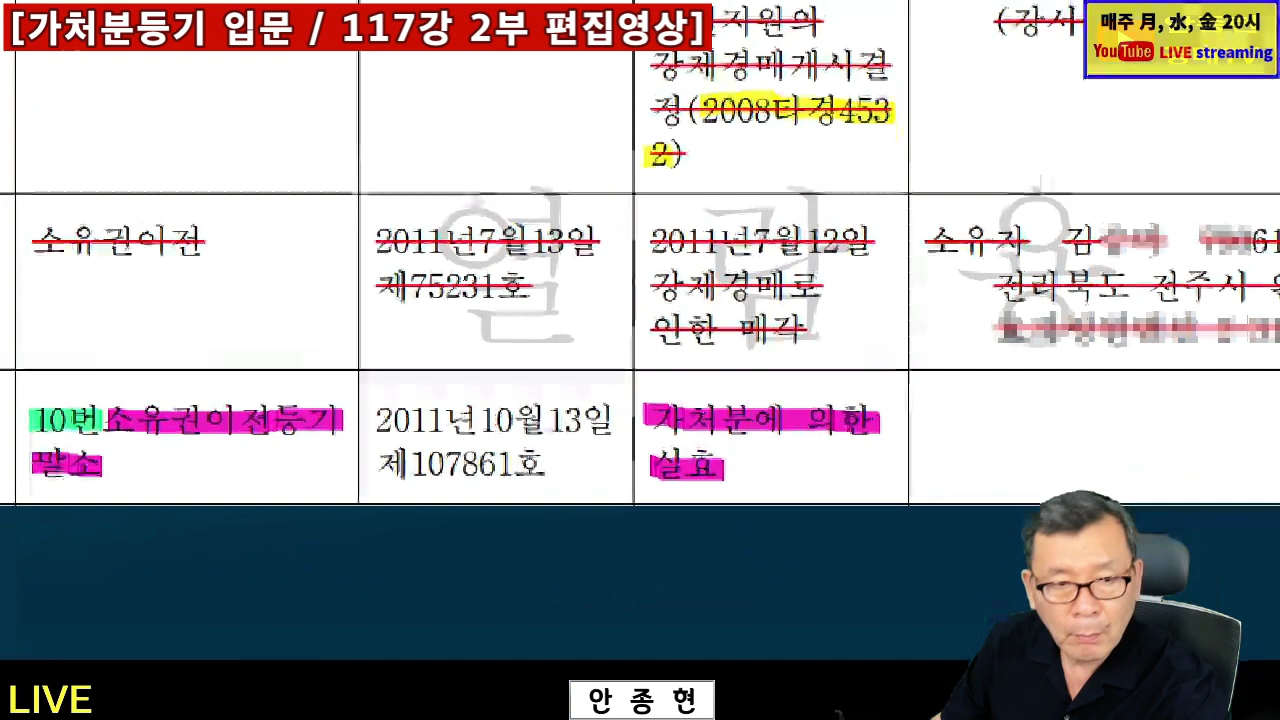 [가처분등기 입문 / 117강 2부 편집영상]
매주 月, 水, 金 20시
YouTube LIVE streaming
지원의
(강서
강제경매개시결
정(2008타경453
2)
소유권이전
2011년7월13일
제75231호
2011년7월12일
강제경매로
인한 매각
소유자 김
61
전라북도 전주시
10번소유권이전등기
말소
2011년10월13일
제107861호
가처분에 의한
실효
열람용
LIVE
안 종 현